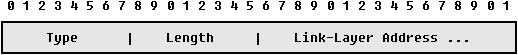 0 1 2 3 4 5 6 7 8 9 0 1 2 3 4 5 6 7 8 9 0 1 2 3 4 5 6 7 8 9 0 1
Type | Length | Link-Layer Address ...